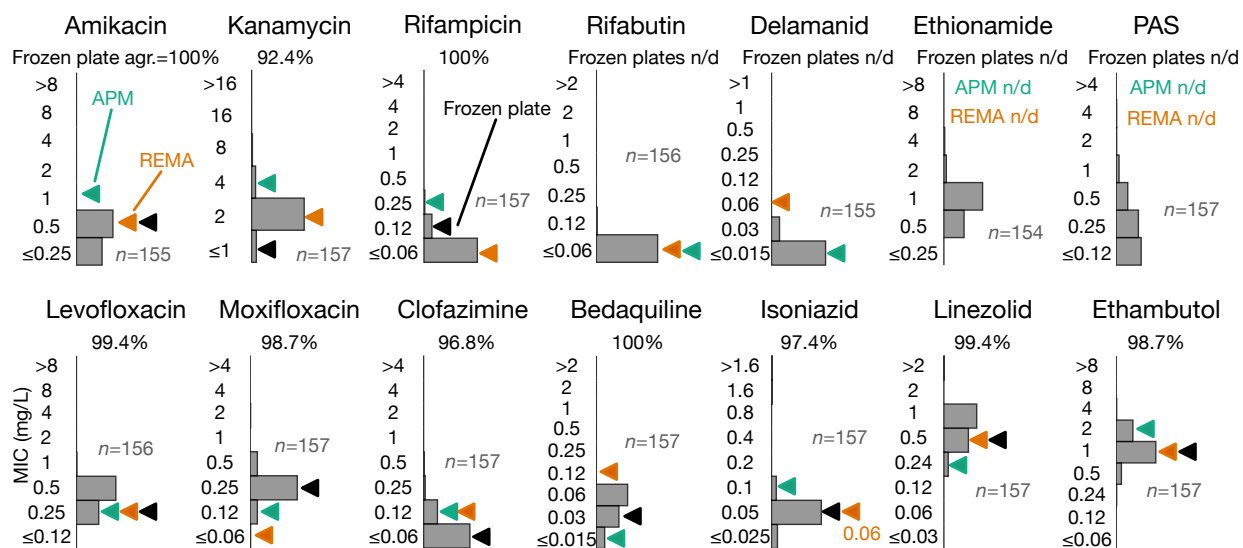 Amikacin
Kanamycin
Rifampicin
Rifabutin
Delamanid
Ethionamide
PAS
Frozen plate agr.=100%
92.4%
100%
Frozen plates n/d
Frozen plates n/d
Frozen plates n/d
Frozen plates n/d
>8
8
4
2
1
0.5
≤0.25
APM
REMA
n=155
>16
16
8
4
2
≤1
n=157
>4
4
2
1
0.5
0.25
0.12
≤0.06
Frozen plate
n=157
>2
2
1
0.5
0.25
0.12
≤0.06
n=156
>1
1
0.5
0.25
0.12
0.06
0.03
≤0.015
n=155
>8
8
4
2
1
0.5
≤0.25
APM n/d
REMA n/d
n=154
>4
4
2
1
0.5
0.25
≤0.12
APM n/d
REMA n/d
n=157
Levofloxacin
Moxifloxacin
Clofazimine
Bedaquiline
Isoniazid
Linezolid
Ethambutol
99.4%
98.7%
96.8%
100%
97.4%
99.4%
98.7%
MIC (mg/L)
>8
8
4
2
1
0.5
0.25
≤0.12
n=156
>4
4
2
1
0.5
0.25
0.12
≤0.06
n=157
>4
4
2
1
0.5
0.25
0.12
≤0.06
n=157
>2
2
1
0.5
0.25
0.12
0.06
0.03
≤0.015
n=157
>1.6
1.6
0.8
0.4
0.2
0.1
0.05
≤0.025
n=157
0.06
>2
2
1
0.5
0.24
0.12
0.06
≤0.03
n=157
>8
8
4
2
1
0.5
0.24
0.12
≤0.06
n=157